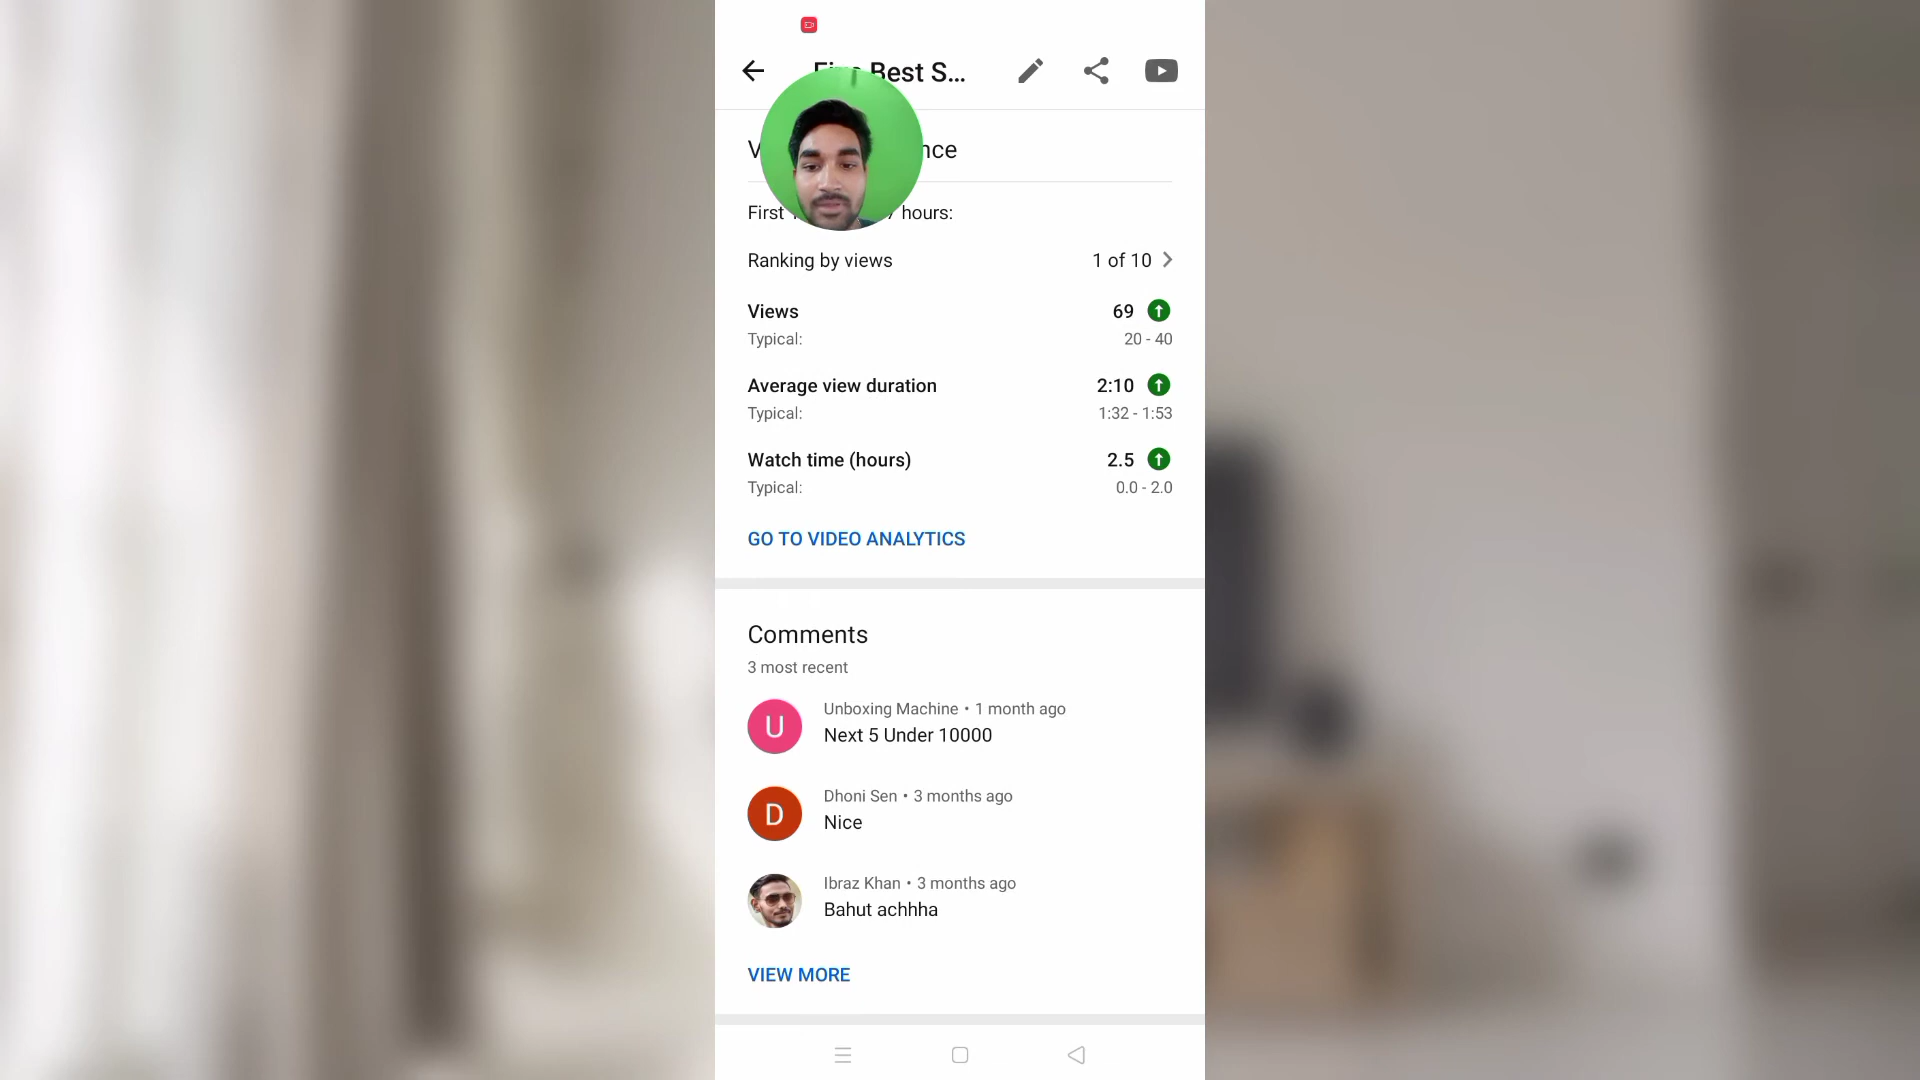 Best S...
First hours:
Ranking by views 1 of 10
Views 69
Typical: 20 - 40
Average view duration 2:10
Typical: 1:32 - 1:53
Watch time (hours) 2.5
Typical: 0.0 - 2.0
GO TO VIDEO ANALYTICS
Comments
3 most recent
U
Unboxing Machine • 1 month ago
Next 5 Under 10000
D
Dhoni Sen • 3 months ago
Nice
Ibraz Khan • 3 months ago
Bahut achhha
VIEW MORE